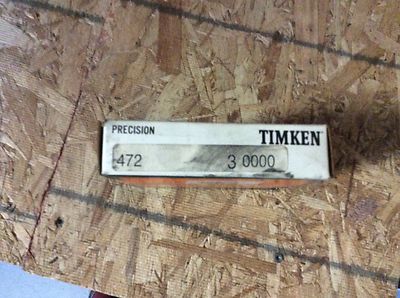 PRECISION
TIMKEN
472 3 0000